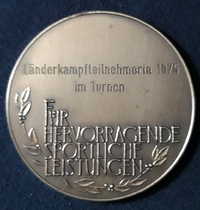 Länderkampfteilnehmerin 1975
im Turnen
FÜR
HERVORRAGENDE
SPORTLICHE
LEISTUNGEN